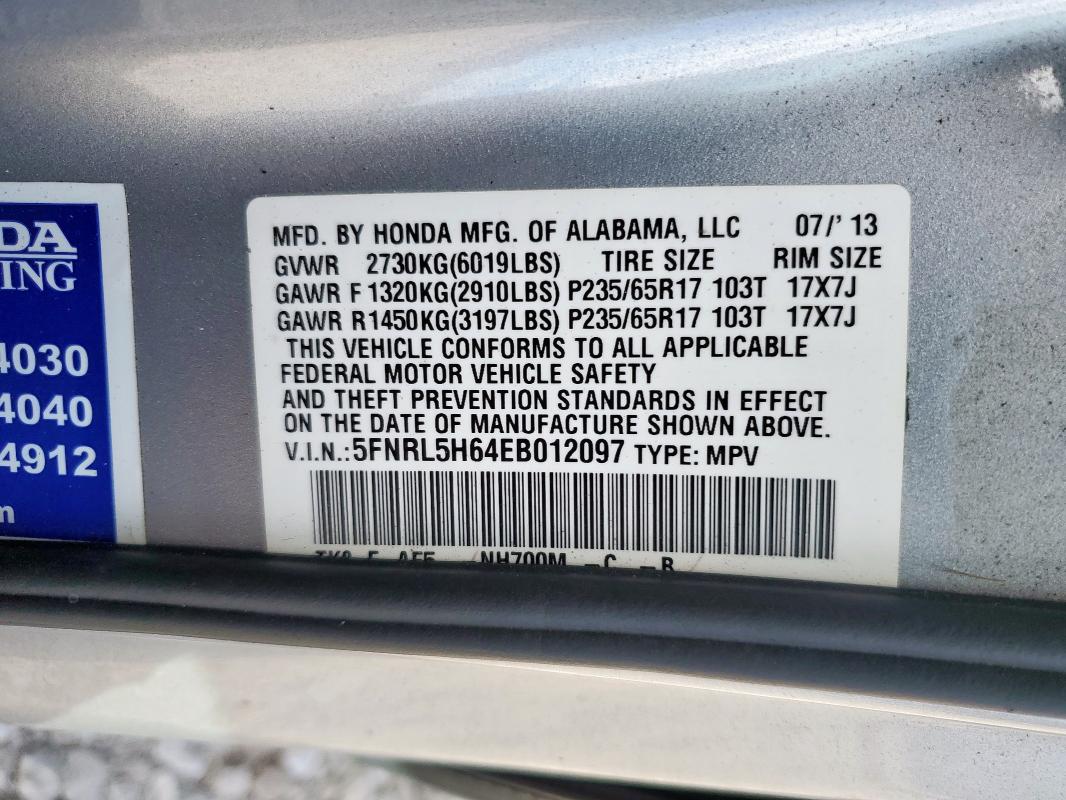 DA
ING
4030
4040
4912
m
MFD. BY HONDA MFG. OF ALABAMA, LLC 07/' 13
GVWR 2730KG(6019LBS) TIRE SIZE RIM SIZE
GAWR F 1320KG(2910LBS) P235/65R17 103T 17X7J
GAWR R1450KG(3197LBS) P235/65R17 103T 17X7J
THIS VEHICLE CONFORMS TO ALL APPLICABLE
FEDERAL MOTOR VEHICLE SAFETY
AND THEFT PREVENTION STANDARDS IN EFFECT
ON THE DATE OF MANUFACTURE SHOWN ABOVE.
V.I.N.:5FNRL5H64EB012097 TYPE: MPV
NH700M -C -B